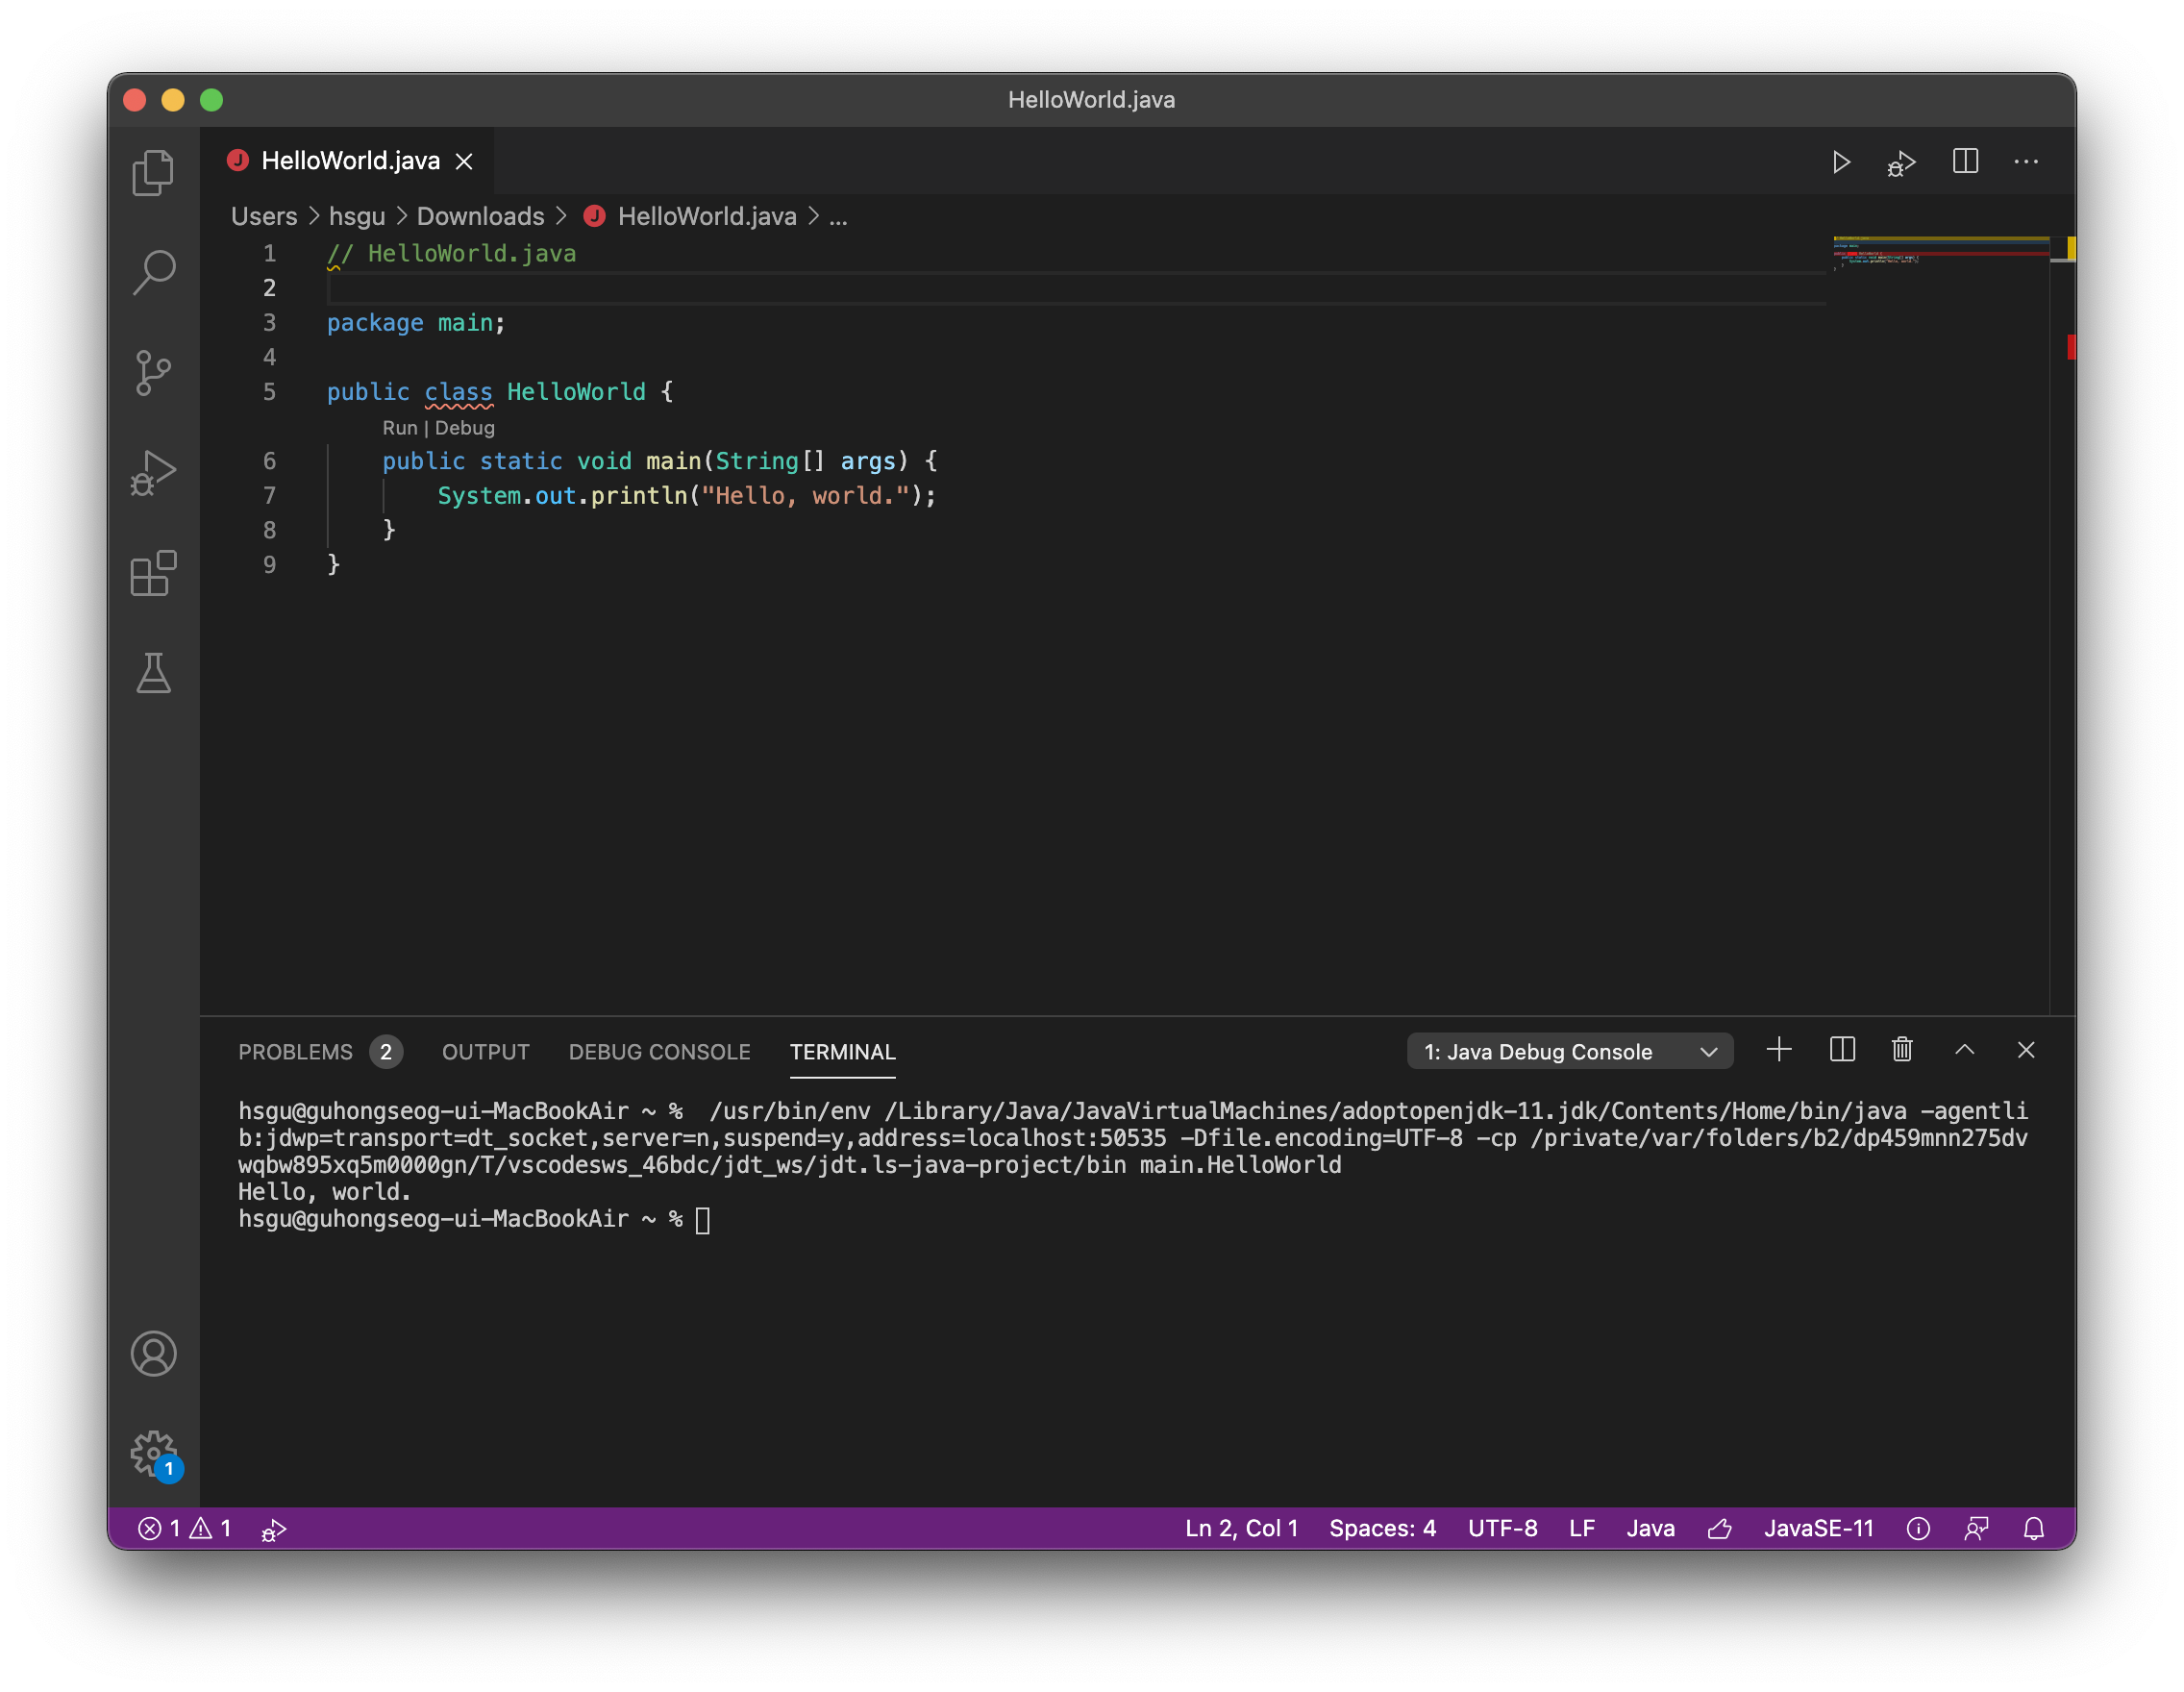 HelloWorld.java
HelloWorld.java
Users > hsgu > Downloads > HelloWorld.java > ...
1 // HelloWorld.java
2
3 package main;
4
5 public class HelloWorld {
Run | Debug
6 public static void main(String[] args) {
7 System.out.println("Hello, world.");
8 }
9 }
PROBLEMS 2 OUTPUT DEBUG CONSOLE TERMINAL 1: Java Debug Console
hsgu@guhongseog-ui-MacBookAir ~ %  /usr/bin/env /Library/Java/JavaVirtualMachines/adoptopenjdk-11.jdk/Contents/Home/bin/java -agentli
b:jdwp=transport=dt_socket,server=n,suspend=y,address=localhost:50535 -Dfile.encoding=UTF-8 -cp /private/var/folders/b2/dp459mnn275dv
wqbw895xq5m0000gn/T/vscodesws_46bdc/jdt_ws/jdt.ls-java-project/bin main.HelloWorld
Hello, world.
hsgu@guhongseog-ui-MacBookAir ~ %
1
1 1 Ln 2, Col 1 Spaces: 4 UTF-8 LF Java JavaSE-11